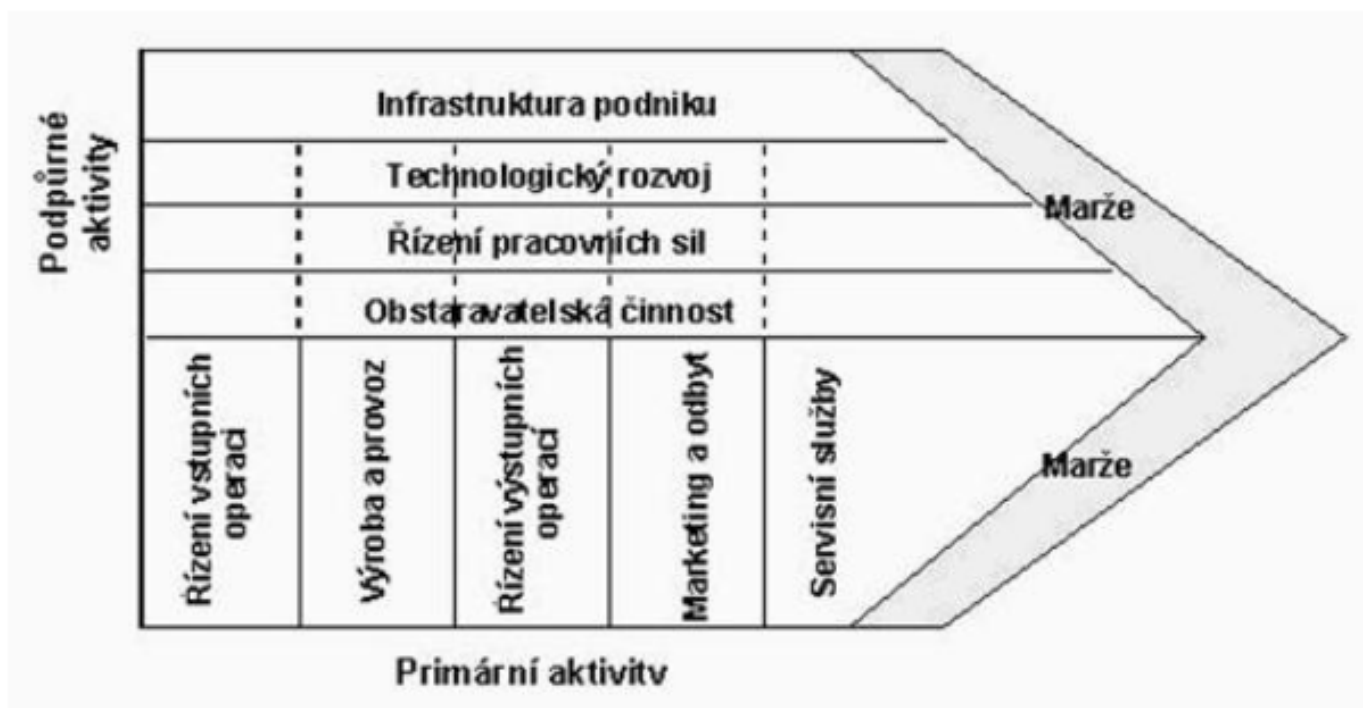 Podpůrné
aktivity
Infrastruktura podniku
Technologický rozvoj
Řízení pracovních sil
Obstaravatelská činnost
Marže
Řízení vstupních
operací
Výroba a provoz
Řízení výstupních
operací
Marketing a odbyt
Servisní služby
Marže
Primární aktivity